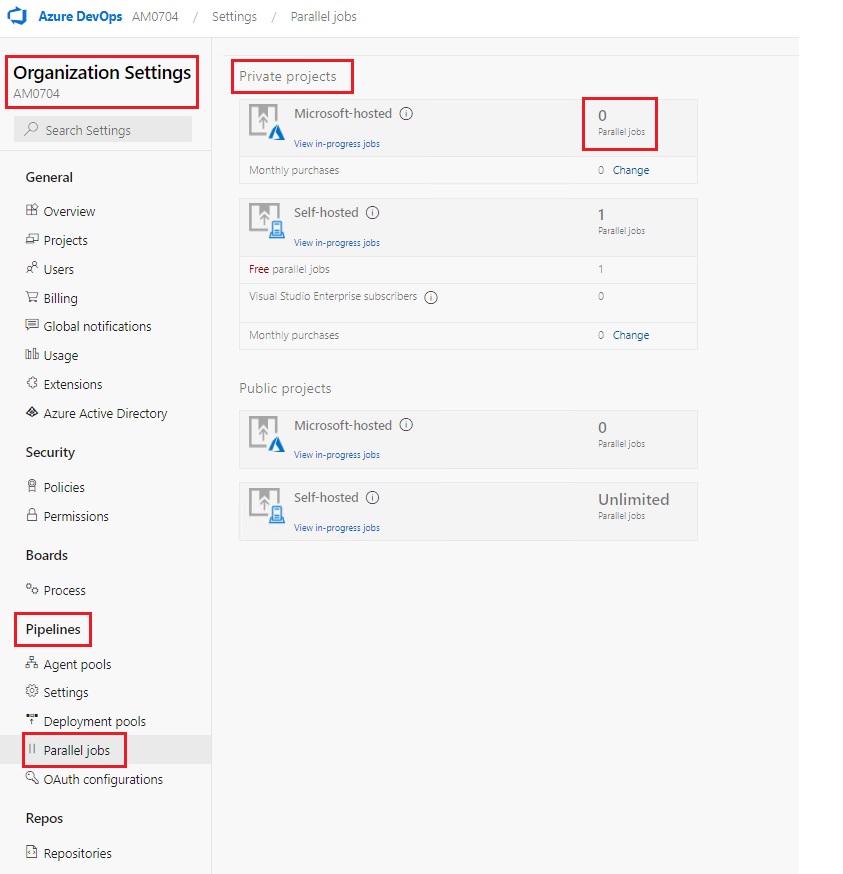 Azure DevOps AM0704 / Settings / Parallel jobs
Organization Settings
AM0704
Search Settings
General
Overview
Projects
Users
Billing
Global notifications
Usage
Extensions
Azure Active Directory
Security
Policies
Permissions
Boards
Process
Pipelines
Agent pools
Settings
Deployment pools
Parallel jobs
OAuth configurations
Repos
Repositories
Private projects
Microsoft-hosted
0
Parallel jobs
View in-progress jobs
Monthly purchases 0 Change
Self-hosted
1
Parallel jobs
View in-progress jobs
Free parallel jobs 1
Visual Studio Enterprise subscribers 0
Monthly purchases 0 Change
Public projects
Microsoft-hosted
0
Parallel jobs
View in-progress jobs
Self-hosted
Unlimited
Parallel jobs
View in-progress jobs